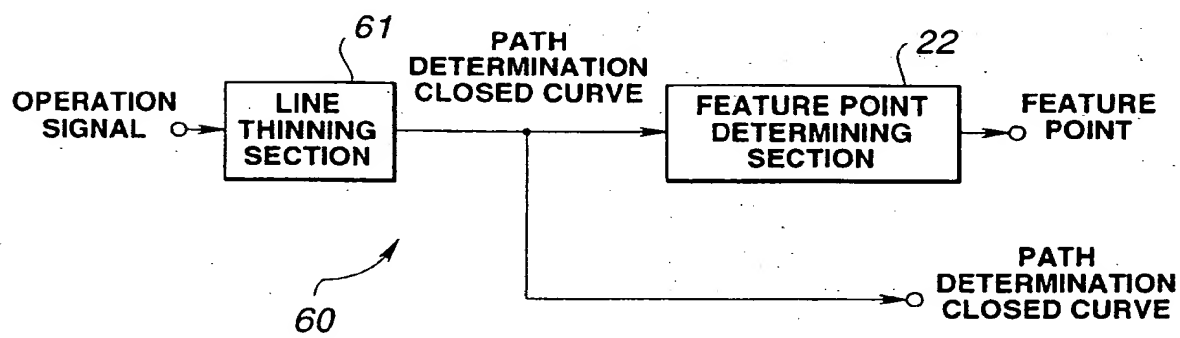 61
PATH
DETERMINATION
CLOSED CURVE
22
OPERATION
SIGNAL
LINE
THINNING
SECTION
FEATURE POINT
DETERMINING
SECTION
FEATURE
POINT
60
PATH
DETERMINATION
CLOSED CURVE